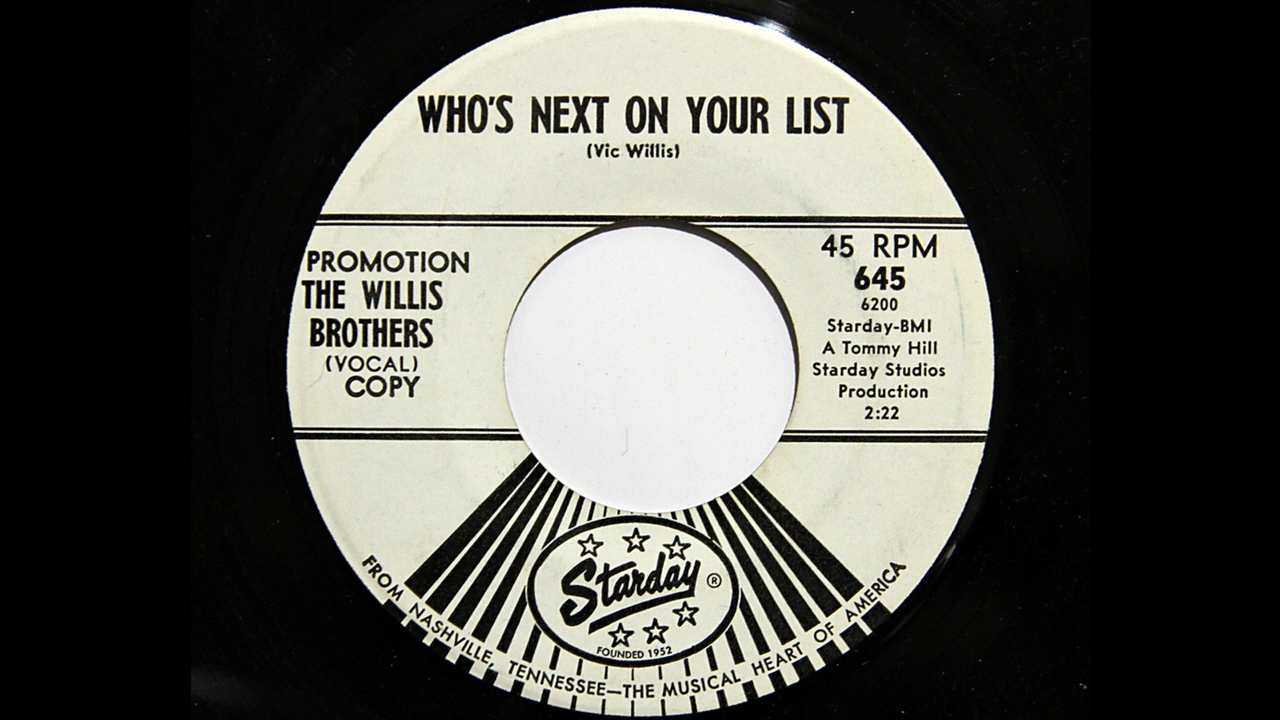 WHO'S NEXT ON YOUR LIST
(Vic Willis)
PROMOTION
THE WILLIS
BROTHERS
(VOCAL)
COPY
45 RPM
645
6200
Starday-BMI
A Tommy Hill
Starday Studios
Production
2:22
Starday ®
FOUNDED 1952
FROM NASHVILLE, TENNESSEE—THE MUSICAL HEART OF AMERICA